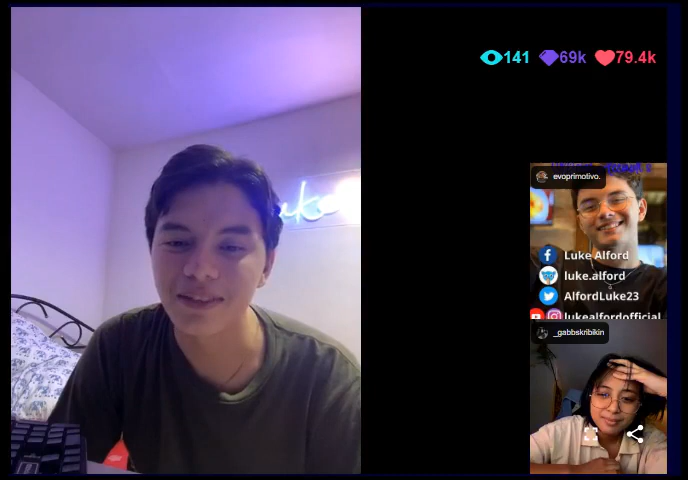 141 69k 79.4k
evoprimotivo.
Luke Alford
luke.alford
AlfordLuke23
lukealfordofficial
_gabbskribikin